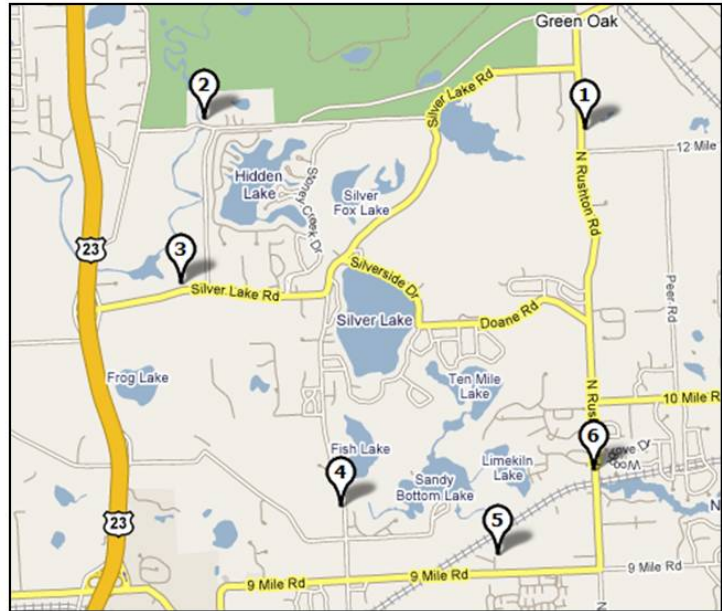 Green Oak
2
Silver Lake Rd
1
12 Mile
N Rushton Rd
Hidden
Lake
Stoney Creek Dr
Silver
Fox Lake
23
3
Silver Lake Rd
Silverside Dr
Peer Rd
Silver Lake
Doane Rd
Frog Lake
Ten Mile
Lake
N Rus
10 Mile R
6
ove Dr
Woo
Fish Lake
4
Sandy
Bottom Lake
Limekiln
Lake
N
23
5
9 Mile Rd
9 Mile Rd
9 Mile Rd
N